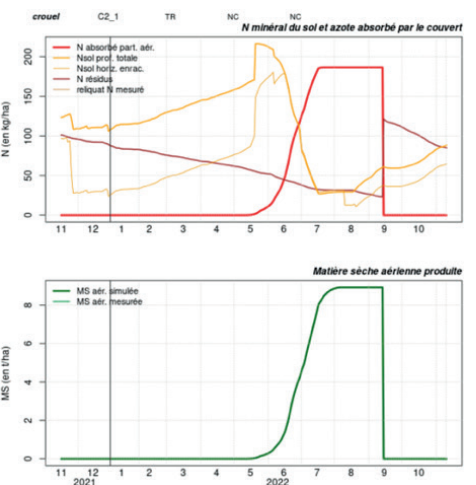 crouel C2_1 TR NC NC
N minéral du sol et azote absorbé par le couvert
N absorbé part. aér.
Nsol prof. totale
Nsol horiz. enrac.
N résidus
reliquat N mesuré
N (en kg/ha)
200
150
100
50
0
11 12 1 2 3 4 5 6 7 8 9 10
Matière sèche aérienne produite
MS aér. simulée
MS aér. mesurée
MS (en t/ha)
8
6
4
2
0
11 12 1 2 3 4 5 6 7 8 9 10
2021 2022